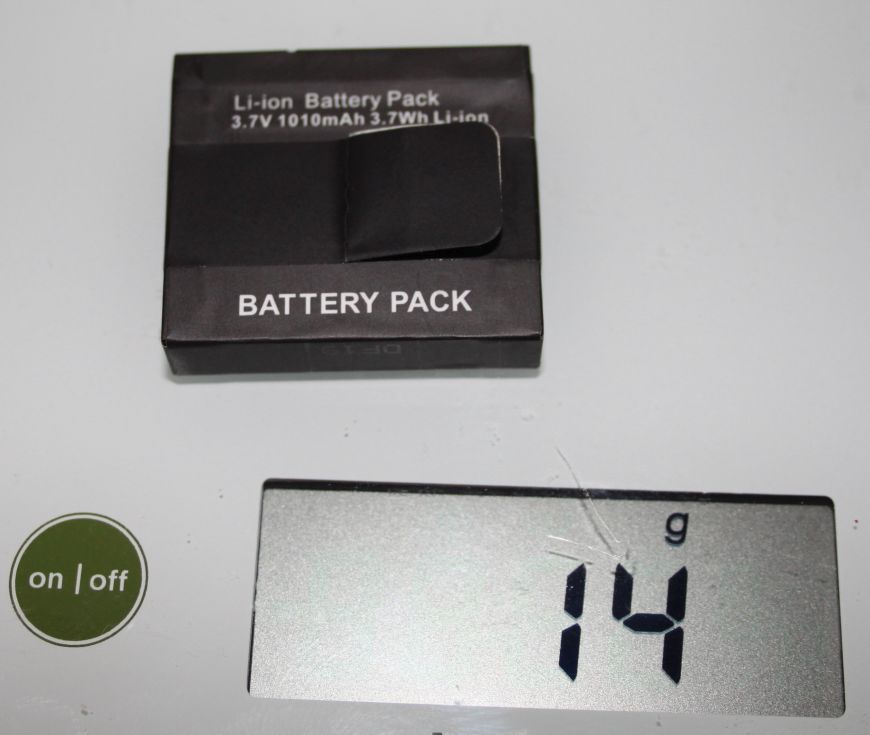 Li-ion Battery Pack
3.7V 1010mAh 3.7Wh Li-ion
BATTERY PACK
g
on | off
14